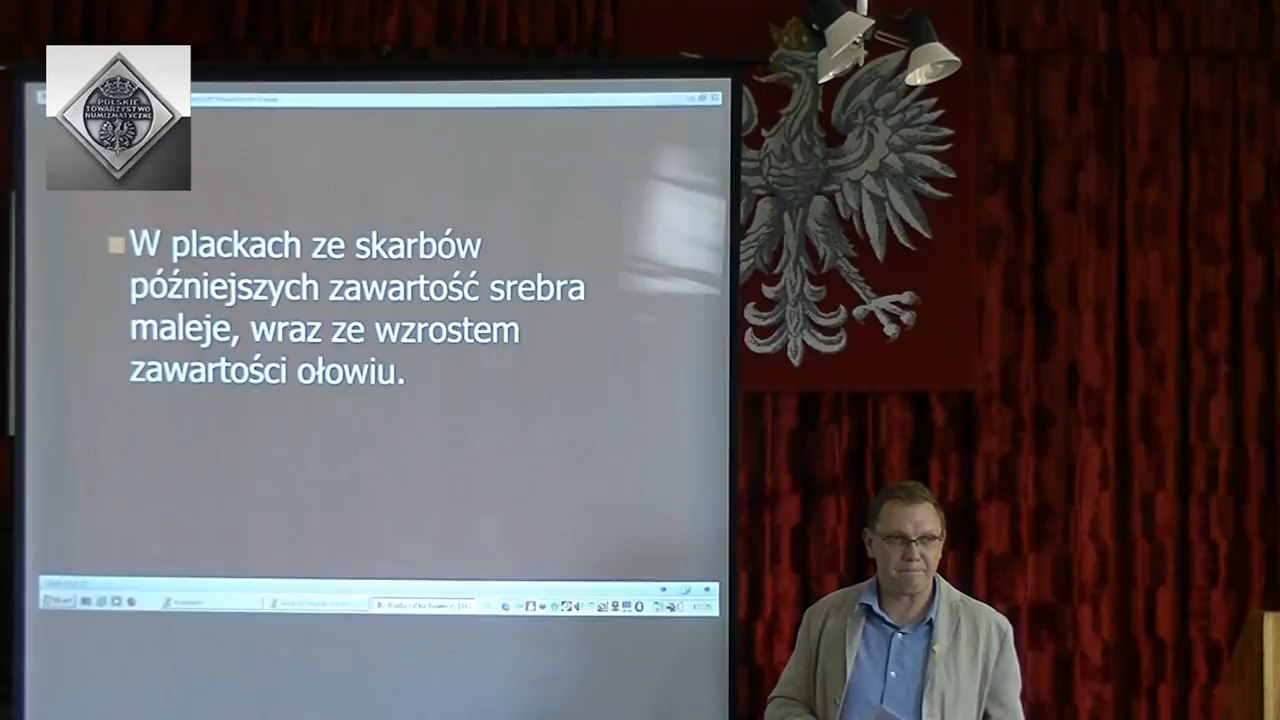 POLSKIE
TOWARZYSTWO
NUMIZMATYCZNE
W plackach ze skarbów
późniejszych zawartość srebra
maleje, wraz ze wzrostem
zawartości ołowiu.